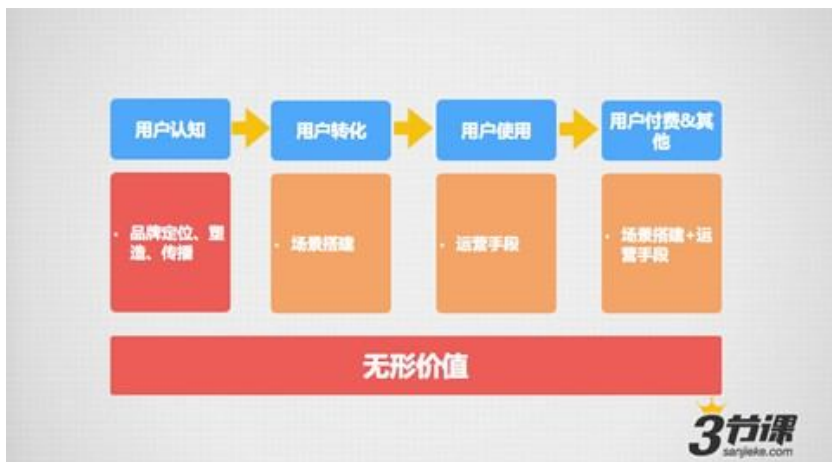 用户认知
用户转化
用户使用
用户付费&其
他
· 品牌定位、塑
造、传播
· 场景搭建
· 运营手段
· 场景搭建+运
营手段
无形价值
3节课
sanjieke.com